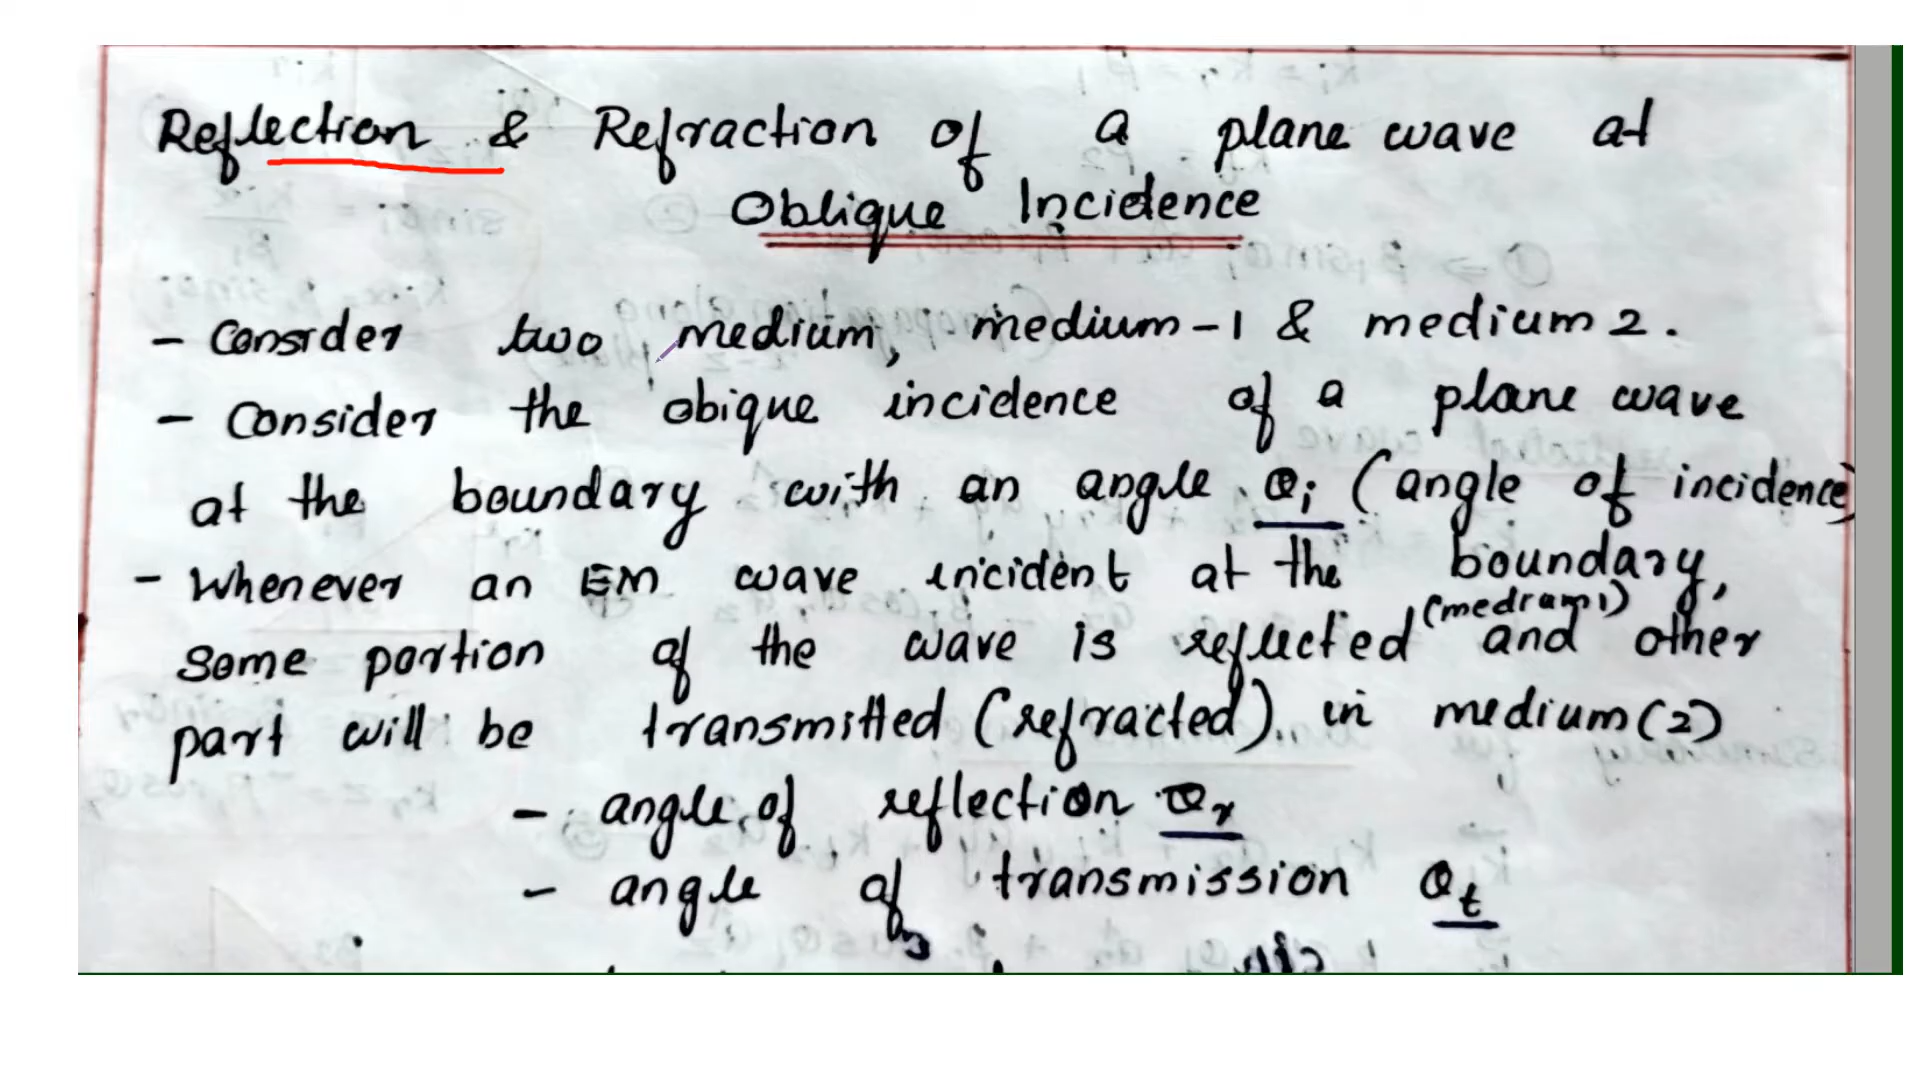 Reflection & Refraction of a plane wave at
Oblique Incidence
- Consider two medium, medium-1 & medium 2.
- Consider the obique incidence of a plane wave
at the boundary with an angle θi (angle of incidence)
- Whenever an EM wave incident at the boundary,
(medium 1)
some portion of the wave is reflected and other
part will be transmitted (refracted) in medium (2)
- angle of reflection θr
- angle of transmission θt